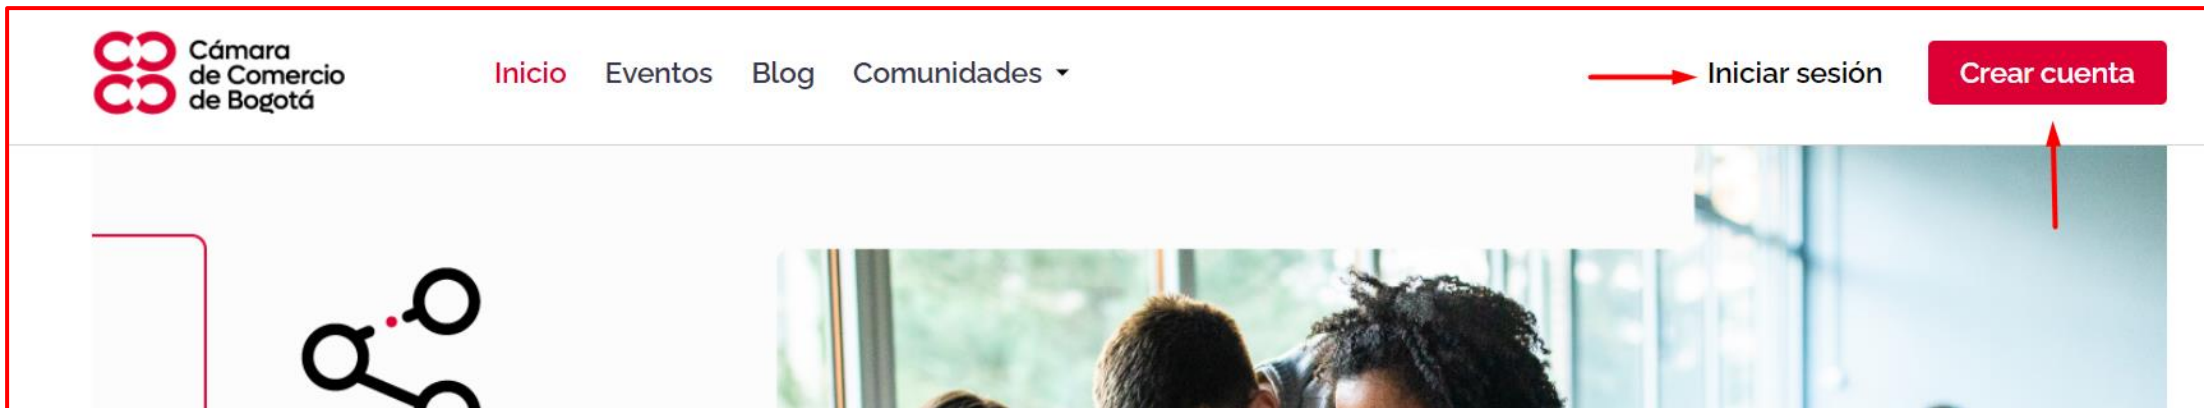 Cámara
de Comercio
de Bogotá
Inicio Eventos Blog Comunidades
Iniciar sesión Crear cuenta